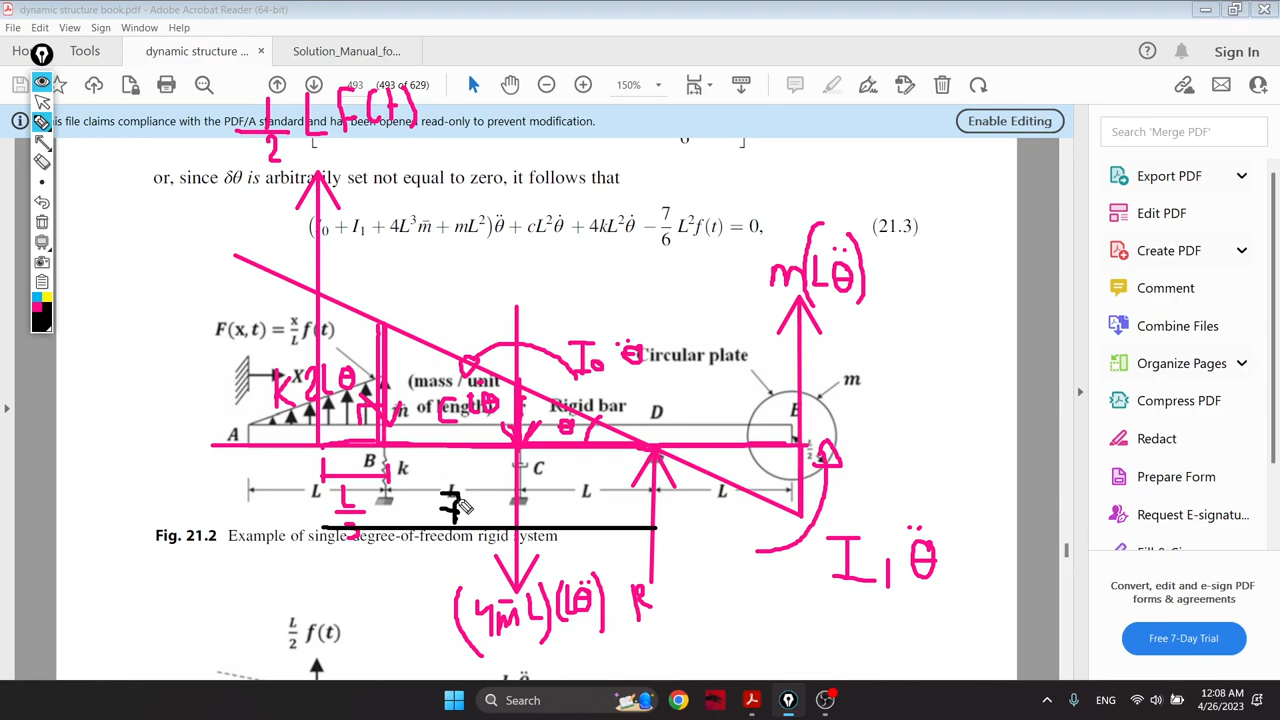 dynamic structure book.pdf - Adobe Acrobat Reader (64-bit)
File Edit View Sign Window Help
Tools dynamic structure ... × Solution_Manual_fo... Sign In
493 (493 of 629) 150%
1/2 L F(t)
file claims compliance with the PDF/A standard and has been opened read-only to prevent modification. Enable Editing
Search 'Merge PDF'
6
or, since δθ is arbitrarily set not equal to zero, it follows that
(I₀ + I₁ + 4L³m̄ + mL²)θ̈ + cL²θ̇ + 4kL²θ̇ − 7/6 L²f(t) = 0, (21.3)
m(Lθ̈)
F(x, t) = x/L f(t)
I₀ θ̈
Circular plate
X
K 2Lθ
(mass / unit
of length)
m̄
C Lθ̇
Rigid bar
θ
m
A D E
B k C
L L L L
L/3
7
Fig. 21.2 Example of single degree-of-freedom rigid system
I₁ θ̈
(4m̄L)(Lθ̈)
R
L/2 f(t)
Export PDF
Edit PDF
Create PDF
Comment
Combine Files
Organize Pages
Compress PDF
Redact
Prepare Form
Request E-signatu...
Convert, edit and e-sign PDF
forms & agreements
Free 7-Day Trial
Search
ENG
12:08 AM
4/26/2023